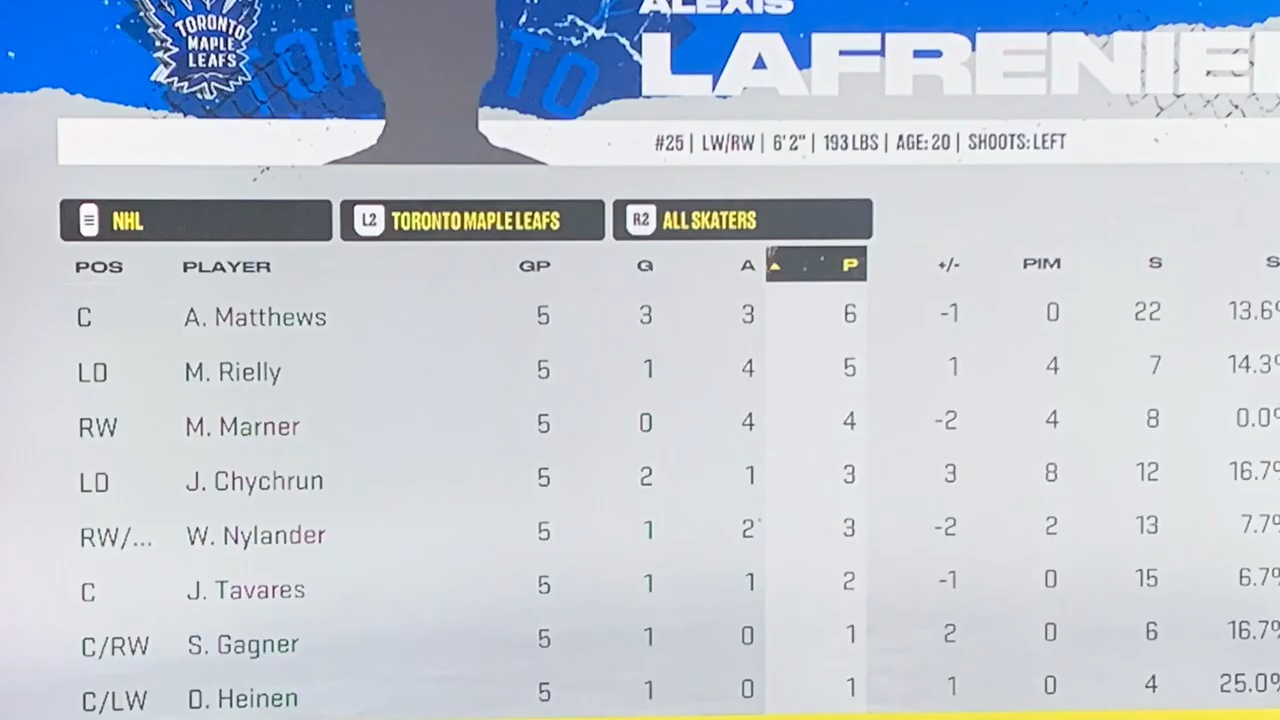 TORONTO
MAPLE
LEAFS
TO
ALEXIS
LAFRENIE
#25 | LW/RW | 6'2" | 193 LBS | AGE: 20 | SHOOTS: LEFT
NHL L2 TORONTO MAPLE LEAFS R2 ALL SKATERS
POS PLAYER GP G A P +/- PIM S S
C A. Matthews 5 3 3 6 -1 0 22 13.6%
LD M. Rielly 5 1 4 5 1 4 7 14.3%
RW M. Marner 5 0 4 4 -2 4 8 0.0%
LD J. Chychrun 5 2 1 3 3 8 12 16.7%
RW/... W. Nylander 5 1 2 3 -2 2 13 7.7%
C J. Tavares 5 1 1 2 -1 0 15 6.7%
C/RW S. Gagner 5 1 0 1 2 0 6 16.7%
C/LW D. Heinen 5 1 0 1 1 0 4 25.0%